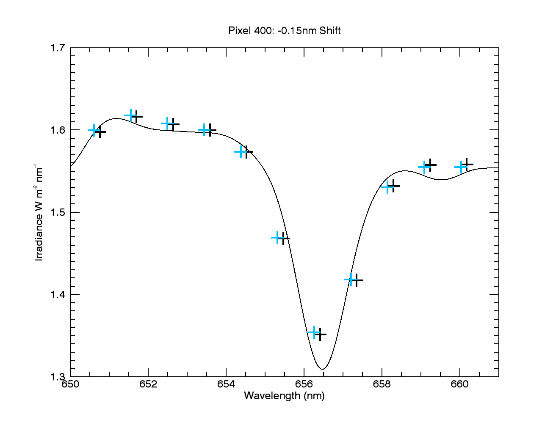 Pixel 400: -0.15nm Shift
1.7
1.6
1.5
1.4
1.3
Irradiance W m⁻² nm⁻¹
650 652 654 656 658 660
Wavelength (nm)